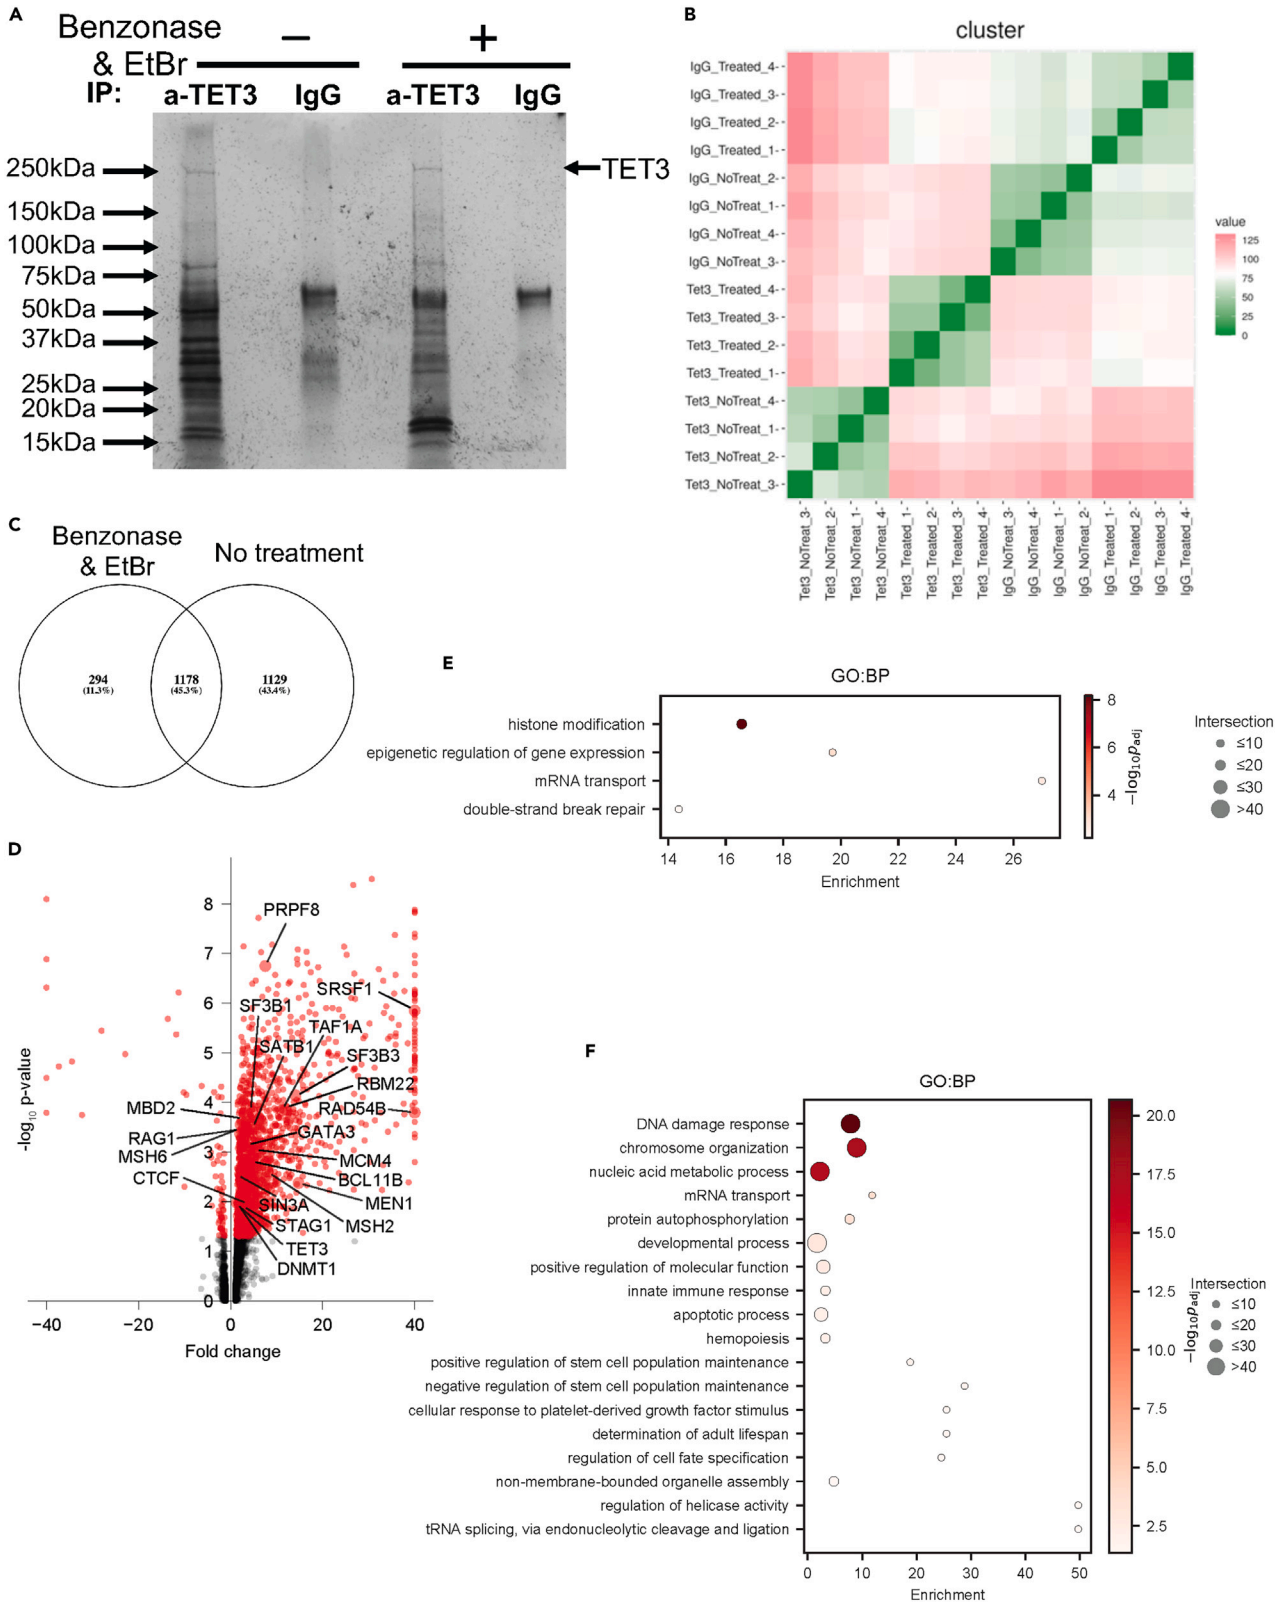 A
Benzonase
& EtBr
−
+
IP:
a-TET3
IgG
a-TET3
IgG
250kDa
150kDa
100kDa
75kDa
50kDa
37kDa
25kDa
20kDa
15kDa
TET3
B
cluster
IgG_Treated_4-
IgG_Treated_3-
IgG_Treated_2-
IgG_Treated_1-
IgG_NoTreat_2-
IgG_NoTreat_1-
IgG_NoTreat_4-
IgG_NoTreat_3-
Tet3_Treated_4-
Tet3_Treated_3-
Tet3_Treated_2-
Tet3_Treated_1-
Tet3_NoTreat_4-
Tet3_NoTreat_1-
Tet3_NoTreat_2-
Tet3_NoTreat_3-
Tet3_NoTreat_3-
Tet3_NoTreat_2-
Tet3_NoTreat_1-
Tet3_NoTreat_4-
Tet3_Treated_1-
Tet3_Treated_2-
Tet3_Treated_3-
Tet3_Treated_4-
IgG_NoTreat_3-
IgG_NoTreat_4-
IgG_NoTreat_1-
IgG_NoTreat_2-
IgG_Treated_1-
IgG_Treated_2-
IgG_Treated_3-
IgG_Treated_4-
value
125
100
75
50
25
0
C
Benzonase
& EtBr
No treatment
294
(11.3%)
1178
(45.3%)
1129
(43.4%)
D
-log10 p-value
8
7
6
5
4
3
2
1
0
PRPF8
SRSF1
SF3B1
TAF1A
SATB1
SF3B3
RBM22
MBD2
RAD54B
GATA3
RAG1
MSH6
MCM4
CTCF
BCL11B
SIN3A
MEN1
STAG1
MSH2
TET3
DNMT1
−40
−20
0
20
40
Fold change
E
GO:BP
histone modification
epigenetic regulation of gene expression
mRNA transport
double-strand break repair
14
16
18
20
22
24
26
Enrichment
8
6
4
−log10 padj
Intersection
≤10
≤20
≤30
>40
F
GO:BP
DNA damage response
chromosome organization
nucleic acid metabolic process
mRNA transport
protein autophosphorylation
developmental process
positive regulation of molecular function
innate immune response
apoptotic process
hemopoiesis
positive regulation of stem cell population maintenance
negative regulation of stem cell population maintenance
cellular response to platelet-derived growth factor stimulus
determination of adult lifespan
regulation of cell fate specification
non-membrane-bounded organelle assembly
regulation of helicase activity
tRNA splicing, via endonucleolytic cleavage and ligation
0
10
20
30
40
50
Enrichment
20.0
17.5
15.0
12.5
10.0
7.5
5.0
2.5
−log10 padj
Intersection
≤10
≤20
≤30
>40